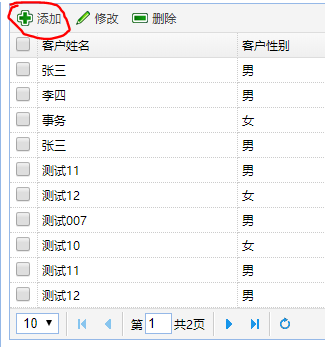 添加 修改 删除
客户姓名 客户性别
张三 男
李四 男
事务 女
张三 男
测试11 男
测试12 女
测试007 男
测试10 女
测试11 男
测试12 男
10 第 1 共2页